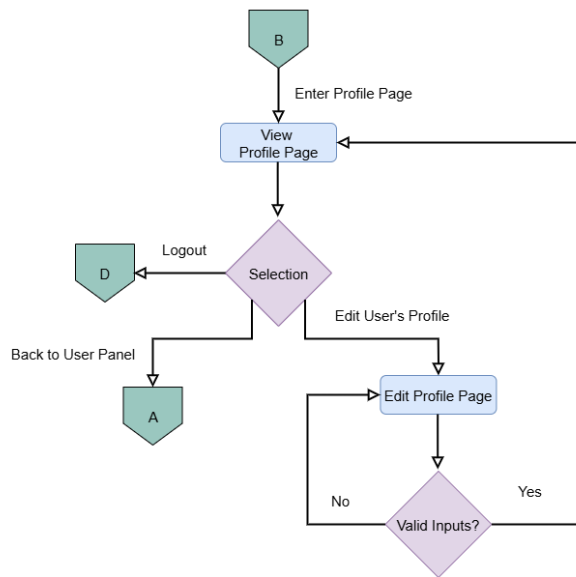 B
Enter Profile Page
View
Profile Page
Logout
D
Selection
Edit User's Profile
Back to User Panel
A
Edit Profile Page
No
Valid Inputs?
Yes